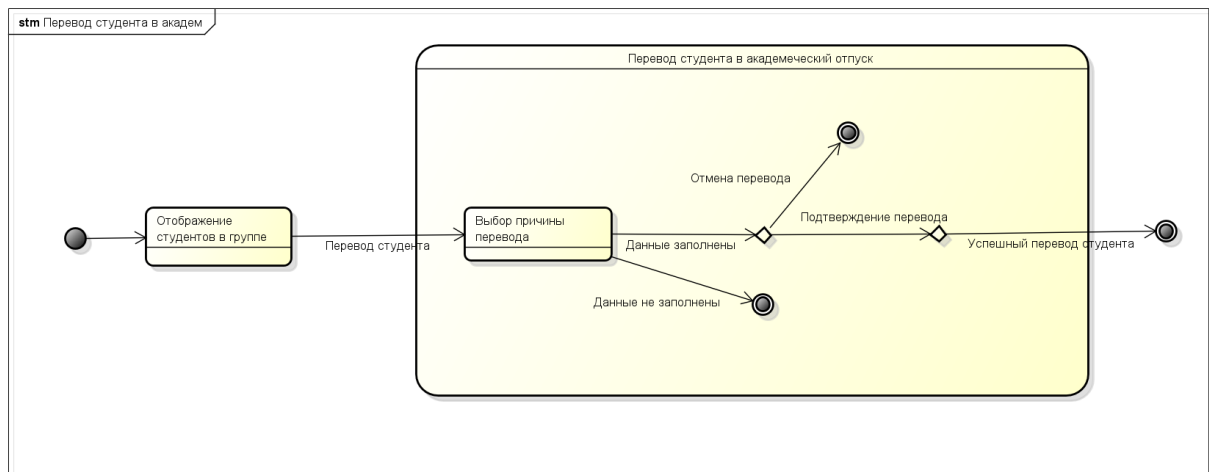 stm Перевод студента в академ
Перевод студента в академеческий отпуск
Отмена перевода
Отображение
студентов в группе
Перевод студента
Выбор причины
перевода
Данные заполнены
Подтверждение перевода
Успешный перевод студента
Данные не заполнены